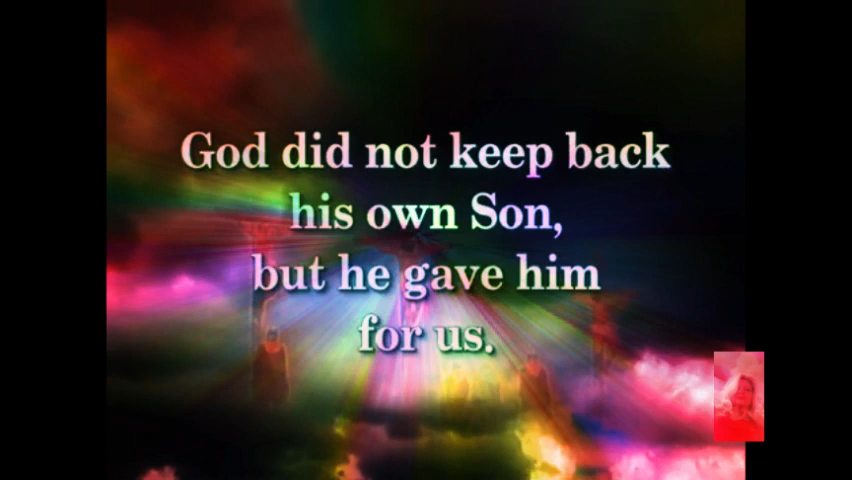 God did not keep back
his own Son,
but he gave him
for us.